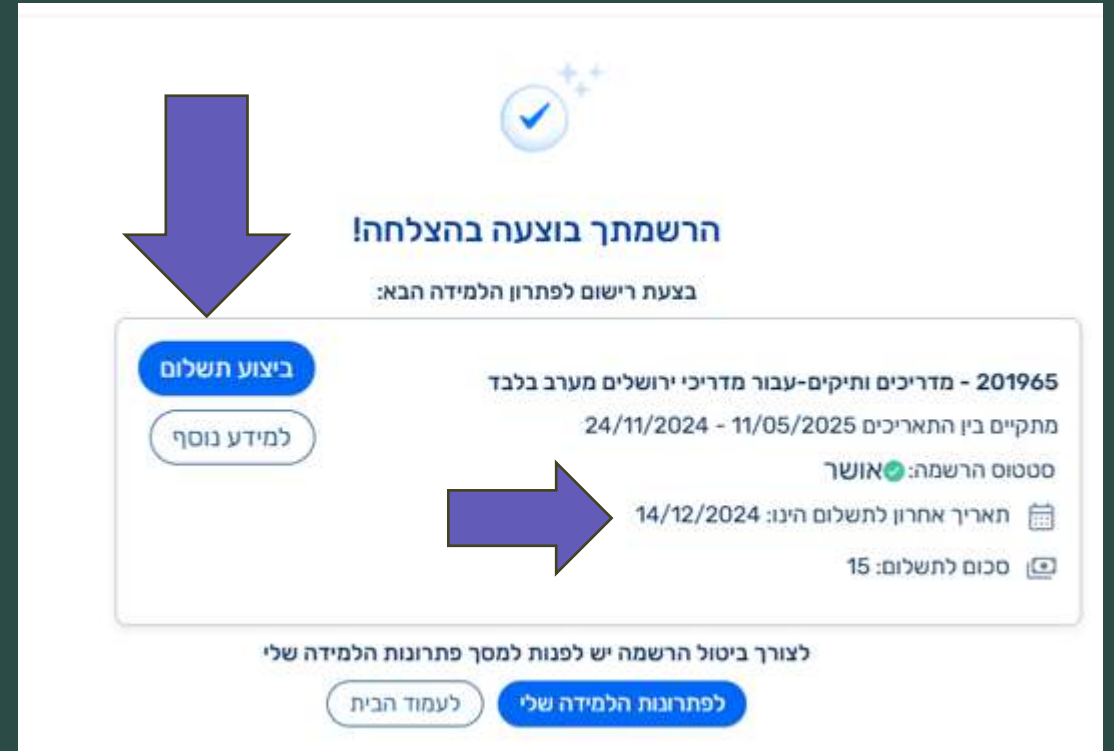 הרשמתך בוצעה בהצלחה!
בצעת רישום לפתרון הלמידה הבא:
201965 - מדריכים ותיקים-עבור מדריכי ירושלים מערב בלבד
מתקיים בין התאריכים 11/05/2025 - 24/11/2024
סטטוס הרשמה: אושר
תאריך אחרון לתשלום הינו: 14/12/2024
סכום לתשלום: 15
ביצוע תשלום
למידע נוסף
לצורך ביטול הרשמה יש לפנות למסך פתרונות הלמידה שלי
לפתרונות הלמידה שלי
לעמוד הבית